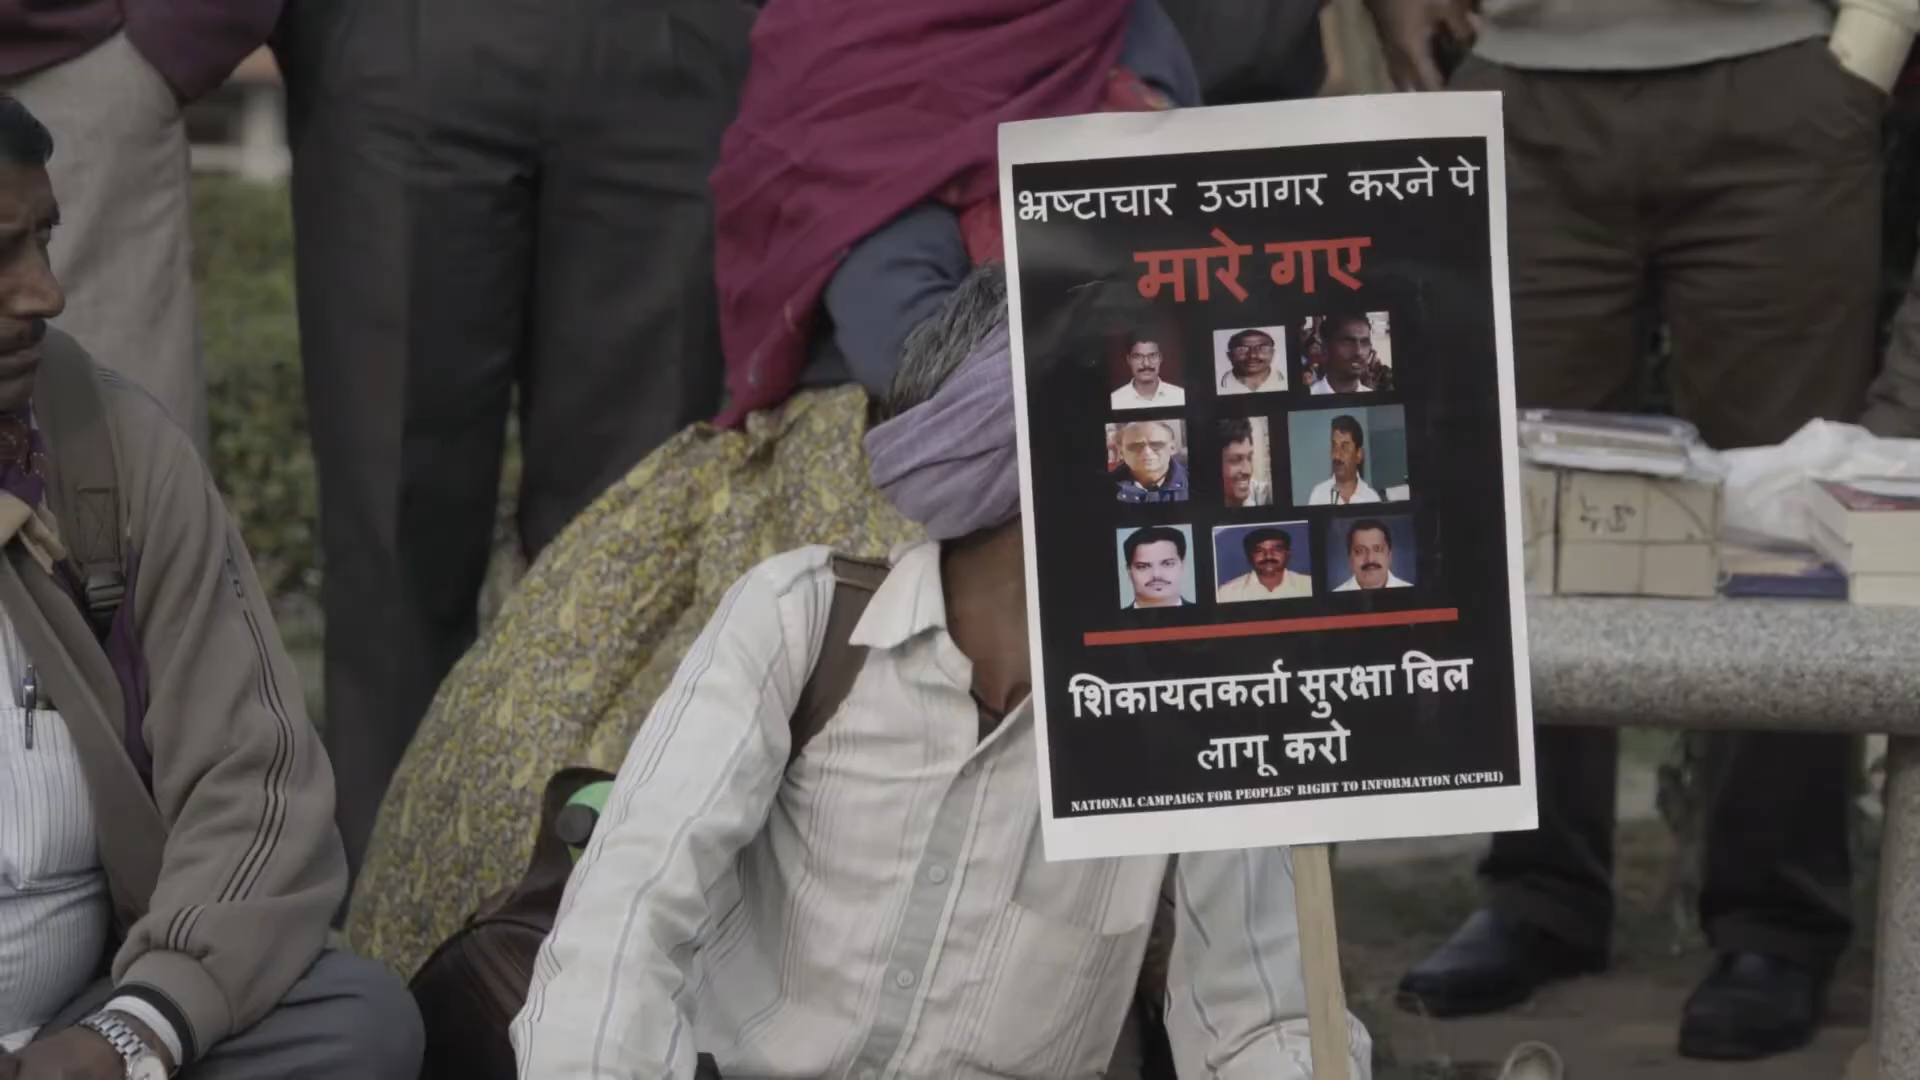 भ्रष्टाचार उजागर करने पे
मारे गए
शिकायतकर्ता सुरक्षा बिल
लागू करो
NATIONAL CAMPAIGN FOR PEOPLES' RIGHT TO INFORMATION (NCPRI)